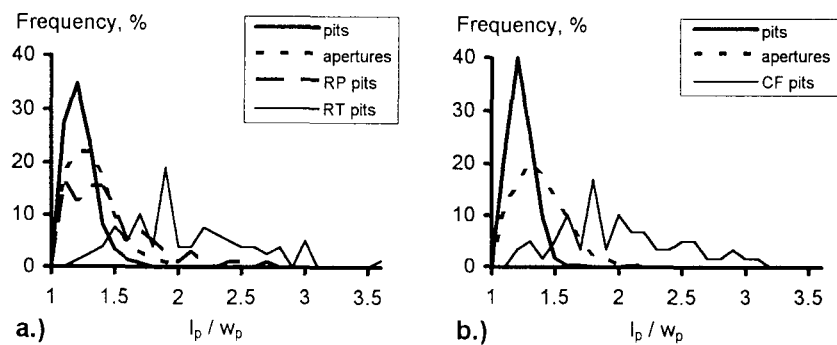 Frequency, %
pits
apertures
RP pits
RT pits
40
30
20
10
0
1 1.5 2 2.5 3 3.5
a.) l_p / w_p
Frequency, %
pits
apertures
CF pits
40
30
20
10
0
1 1.5 2 2.5 3 3.5
b.) l_p / w_p